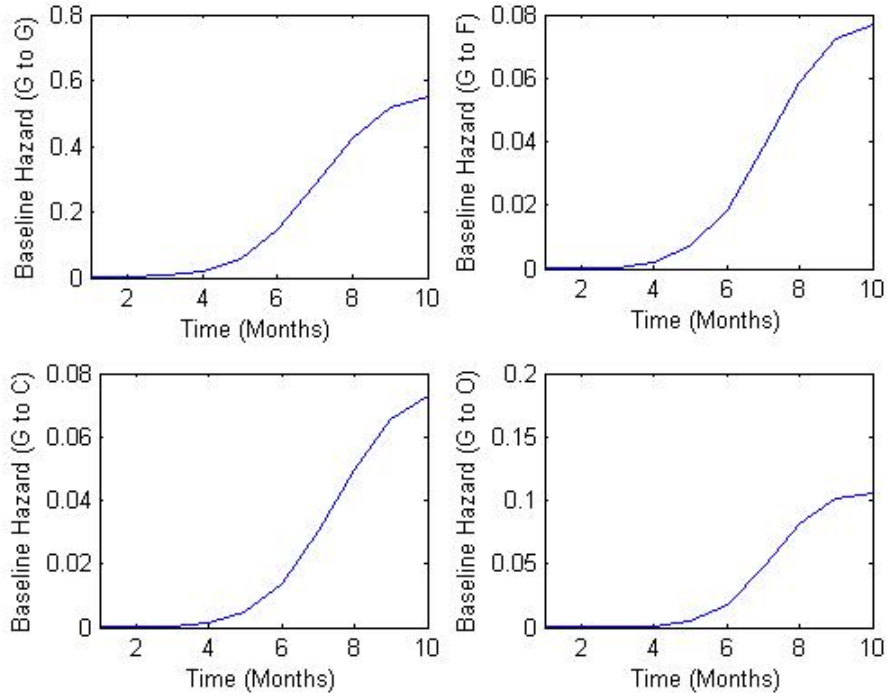 Baseline Hazard (G to G)
0.8
0.6
0.4
0.2
0
2 4 6 8 10
Time (Months)
Baseline Hazard (G to F)
0.08
0.06
0.04
0.02
0
2 4 6 8 10
Time (Months)
Baseline Hazard (G to C)
0.08
0.06
0.04
0.02
0
2 4 6 8 10
Time (Months)
Baseline Hazard (G to O)
0.2
0.15
0.1
0.05
0
2 4 6 8 10
Time (Months)